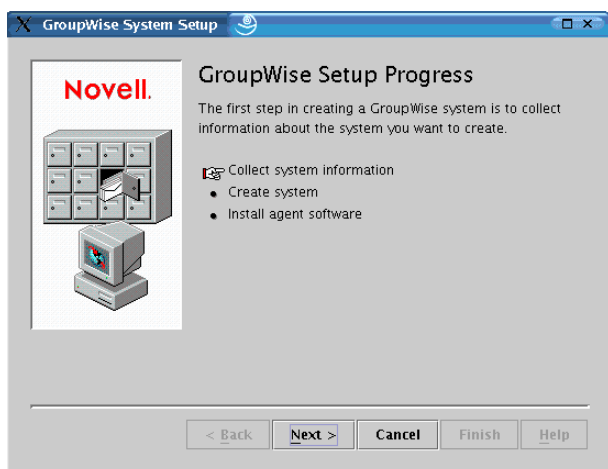 GroupWise System Setup
Novell.
GroupWise Setup Progress
The first step in creating a GroupWise system is to collect
information about the system you want to create.
Collect system information
• Create system
• Install agent software
< Back
Next >
Cancel
Finish
Help